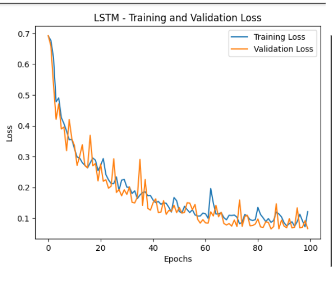 LSTM - Training and Validation Loss
Training Loss
Validation Loss
0.7
0.6
0.5
0.4
0.3
0.2
0.1
Loss
0
20
40
60
80
100
Epochs